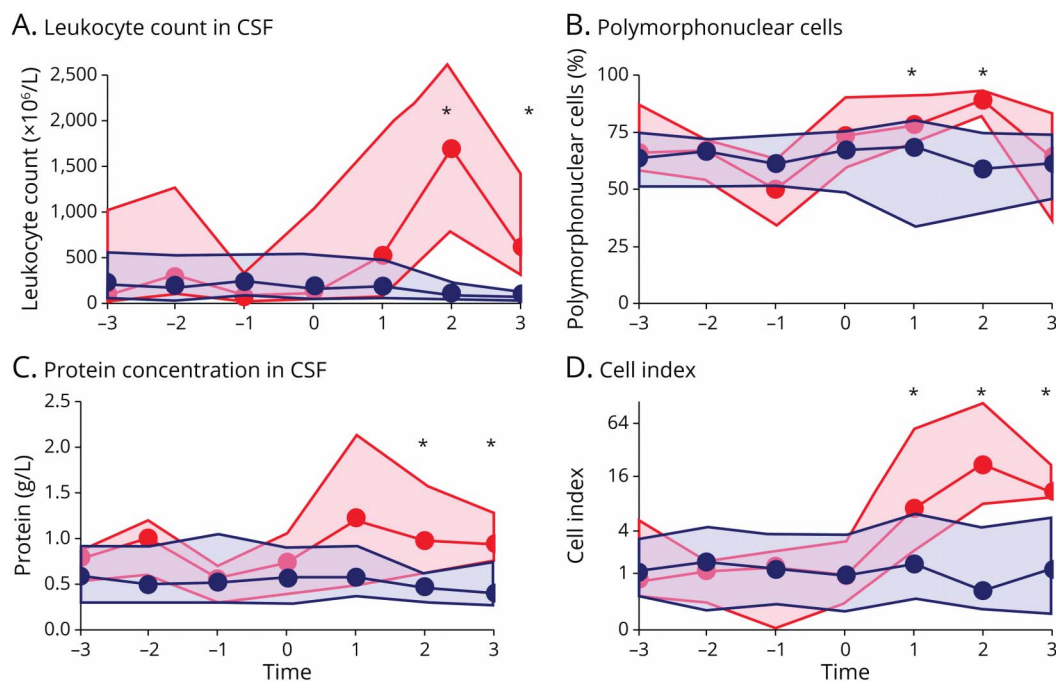 A. Leukocyte count in CSF
Leukocyte count (×10⁶/L)
2,500
2,000
1,500
1,000
500
0
* *
–3 –2 –1 0 1 2 3
B. Polymorphonuclear cells
Polymorphonuclear cells (%)
100
75
50
25
0
* *
–3 –2 –1 0 1 2 3
C. Protein concentration in CSF
Protein (g/L)
2.5
2.0
1.5
1.0
0.5
0.0
* *
–3 –2 –1 0 1 2 3
Time
D. Cell index
Cell index
64
16
4
1
0
* * *
–3 –2 –1 0 1 2 3
Time